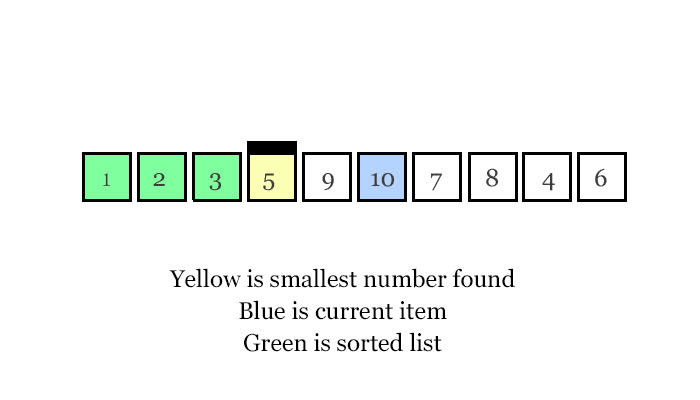 1 2 3 5 9 10 7 8 4 6
Yellow is smallest number found
Blue is current item
Green is sorted list